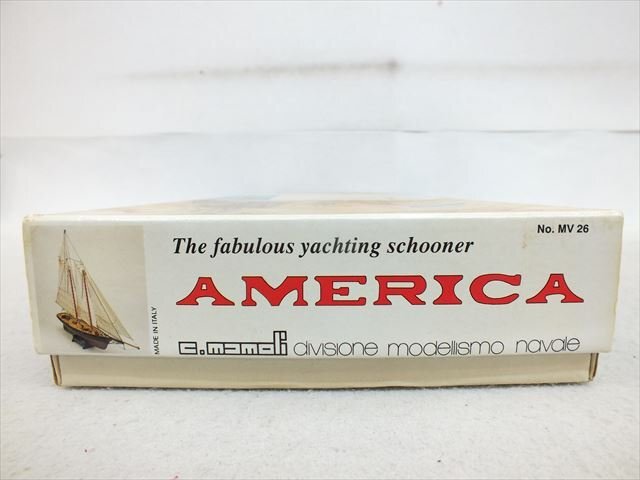 The fabulous yachting schooner
No. MV 26
AMERICA
MADE IN ITALY
c.mamoli divisione modellismo navale